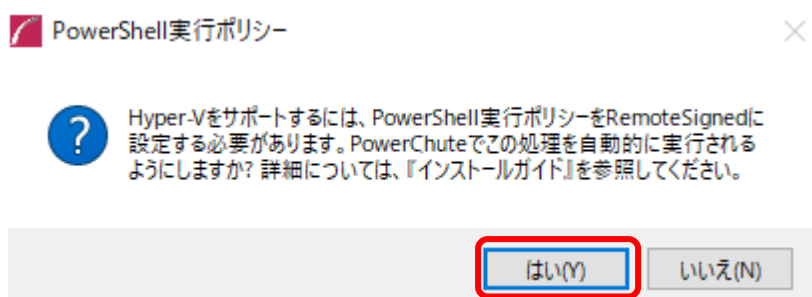 PowerShell実行ポリシー
Hyper-Vをサポートするには、PowerShell実行ポリシーをRemoteSignedに
設定する必要があります。PowerChuteでこの処理を自動的に実行される
ようにしますか? 詳細については、『インストールガイド』を参照してください。
はい(Y)
いいえ(N)